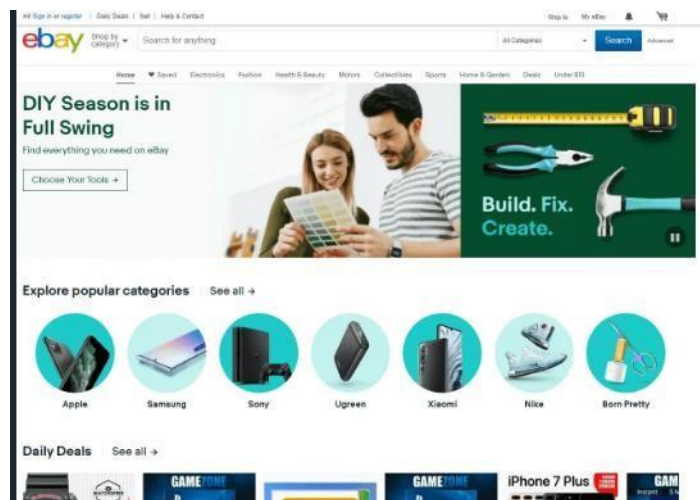 Hi! Sign in or register | Daily Deals | Sell | Help & Contact
Ship to My eBay
ebay Shop by category Search for anything All Categories Search Advanced
Home Saved Electronics Fashion Health & Beauty Motors Collectibles Sports Home & Garden Deals Under $10
DIY Season is in
Full Swing
Find everything you need on eBay
Choose Your Tools →
Build. Fix.
Create.
Explore popular categories See all →
Apple Samsung Sony Ugreen Xiaomi Nike Born Pretty
Daily Deals See all →
GAMEZONE GAMEZONE iPhone 7 Plus GAM
Instant